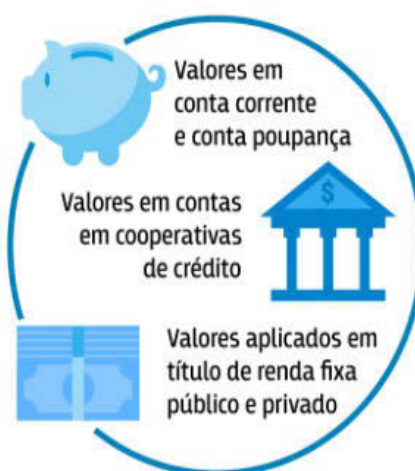 Valores em
conta corrente
e conta poupança
Valores em contas
em cooperativas
de crédito
$
Valores aplicados em
título de renda fixa
público e privado